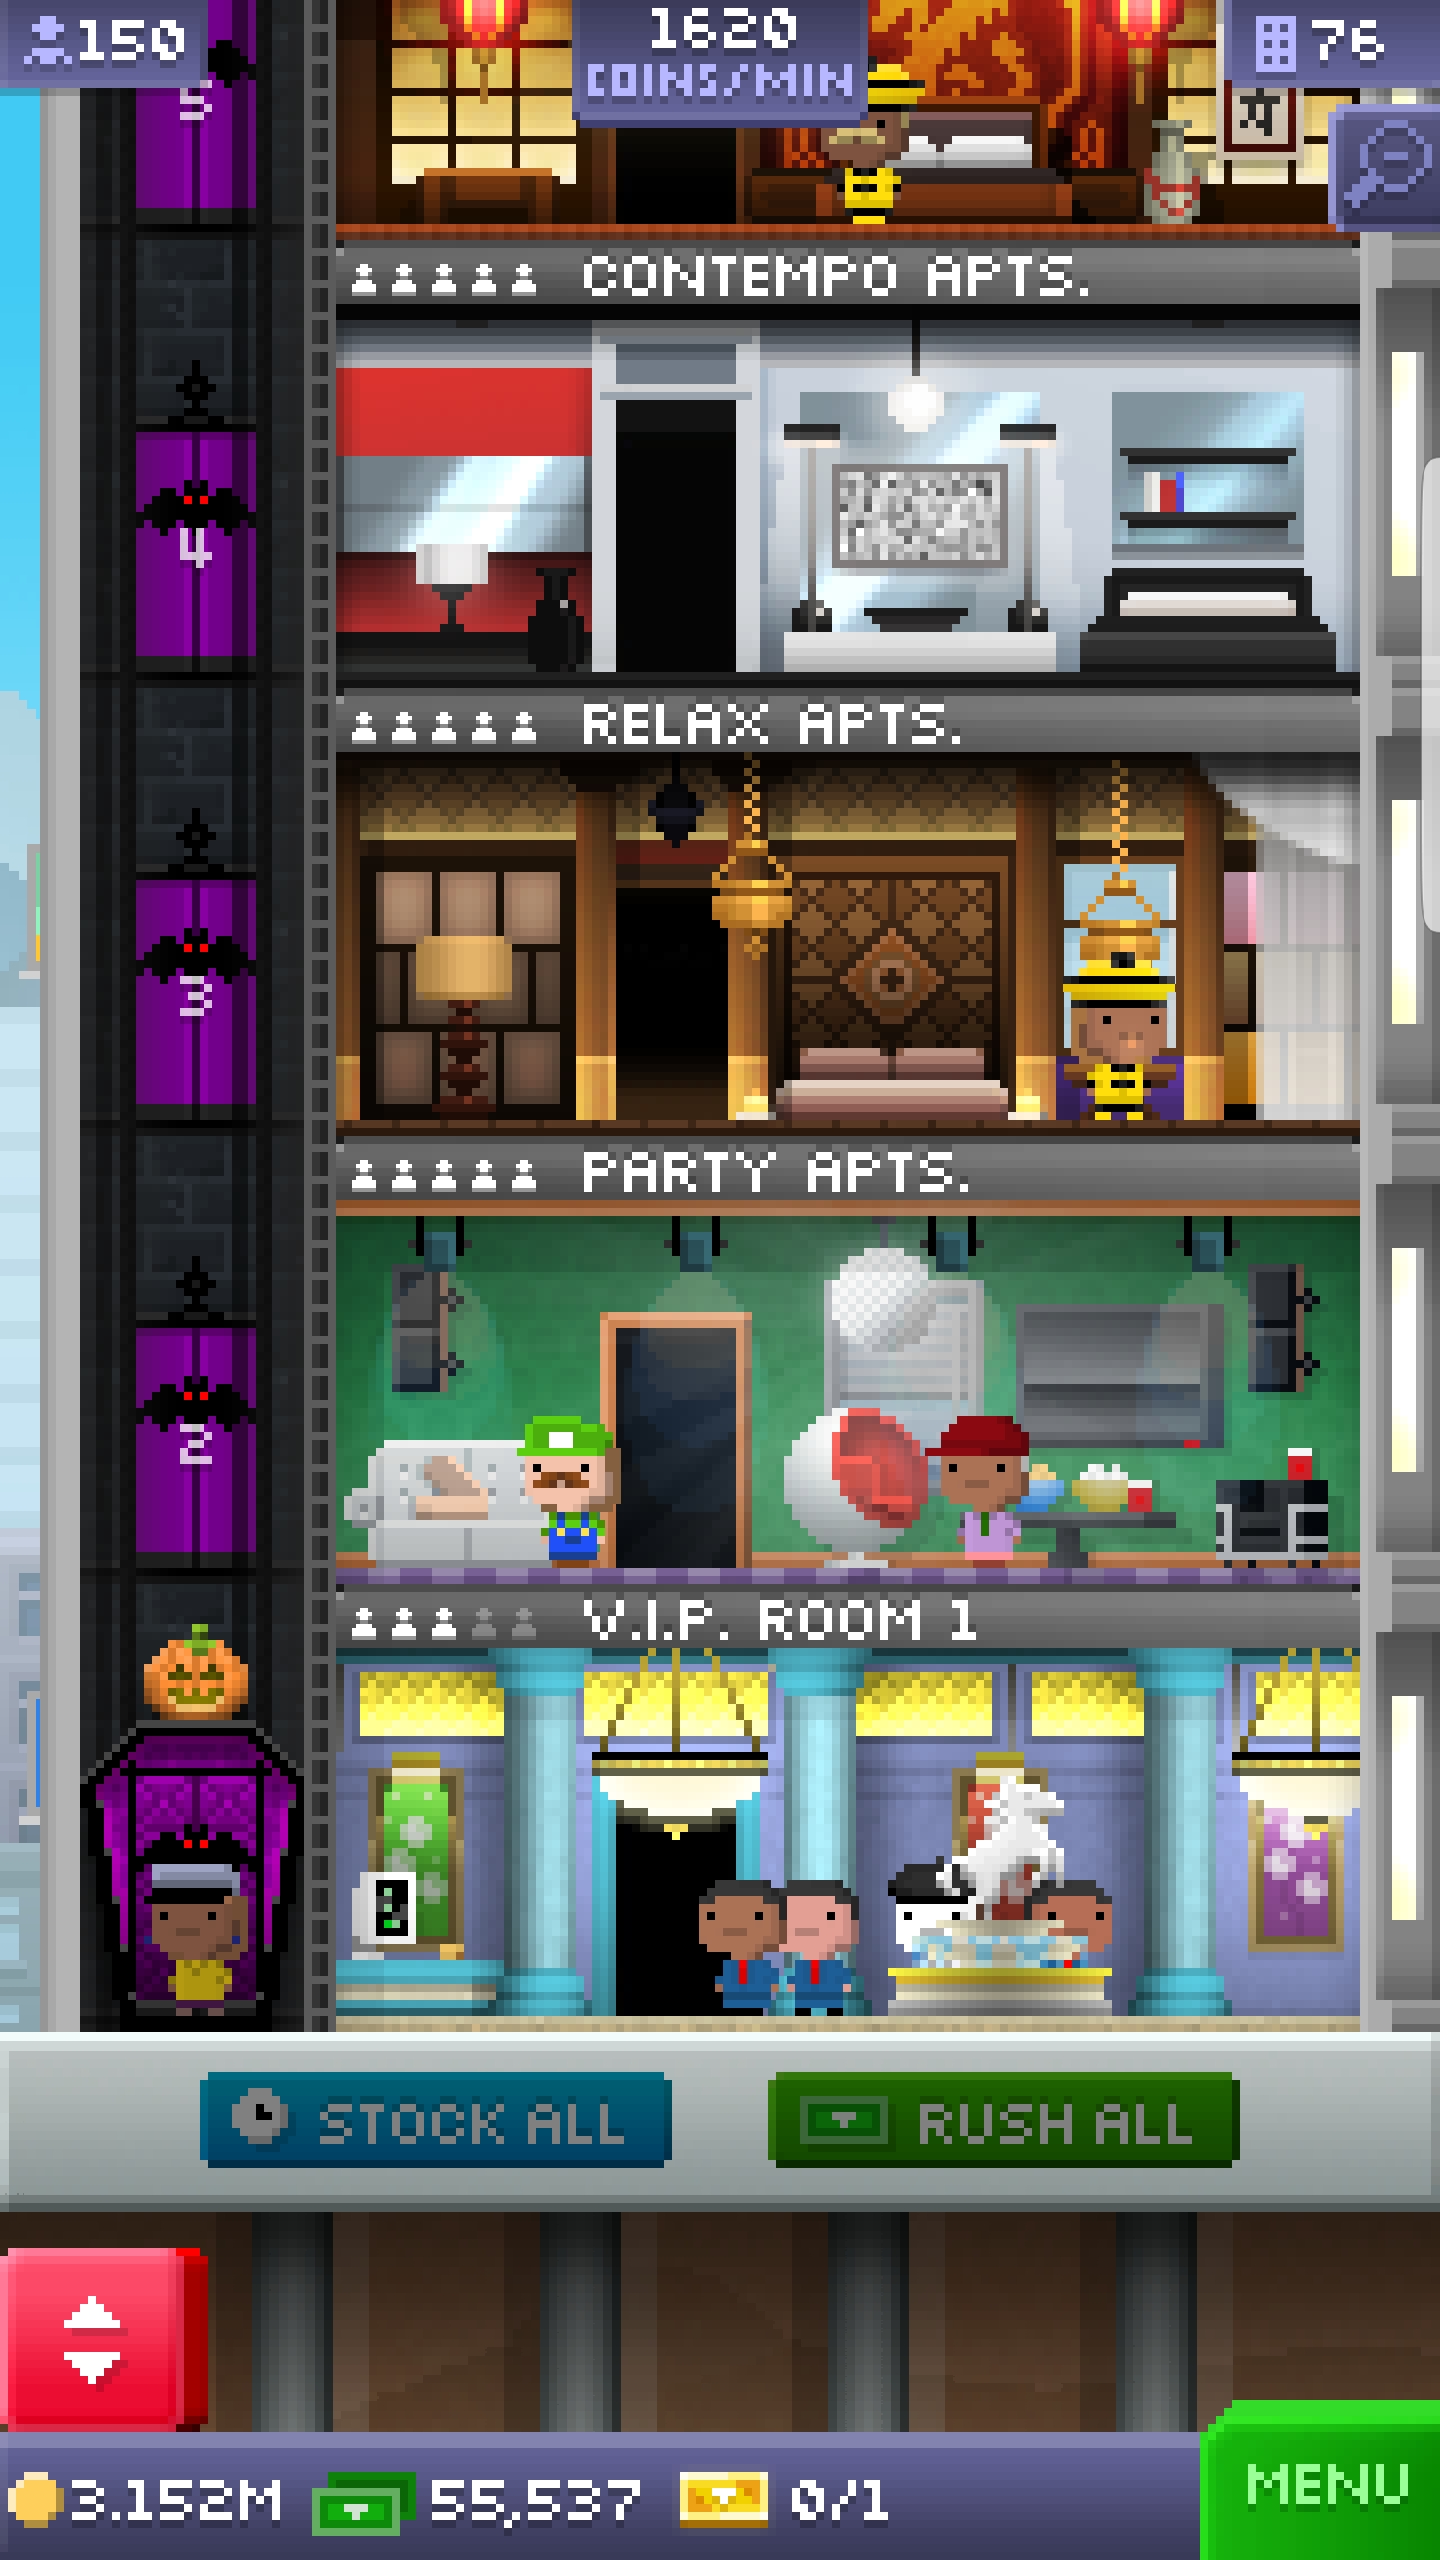 150
1620
COINS/MIN
76
5
CONTEMPO APTS.
4
RELAX APTS.
3
PARTY APTS.
2
V.I.P. ROOM 1
STOCK ALL
RUSH ALL
3.152M
55,537
0/1
MENU